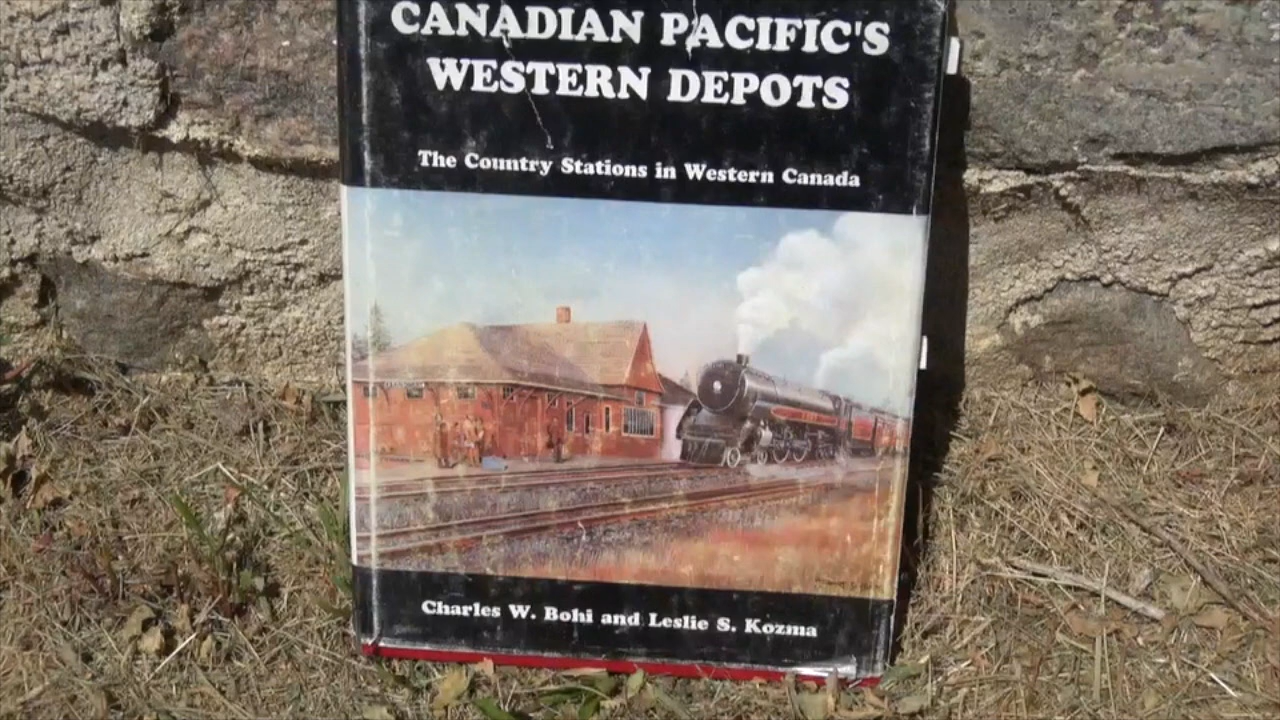 CANADIAN PACIFIC'S
WESTERN DEPOTS
The Country Stations in Western Canada
Charles W. Bohi and Leslie S. Kozma